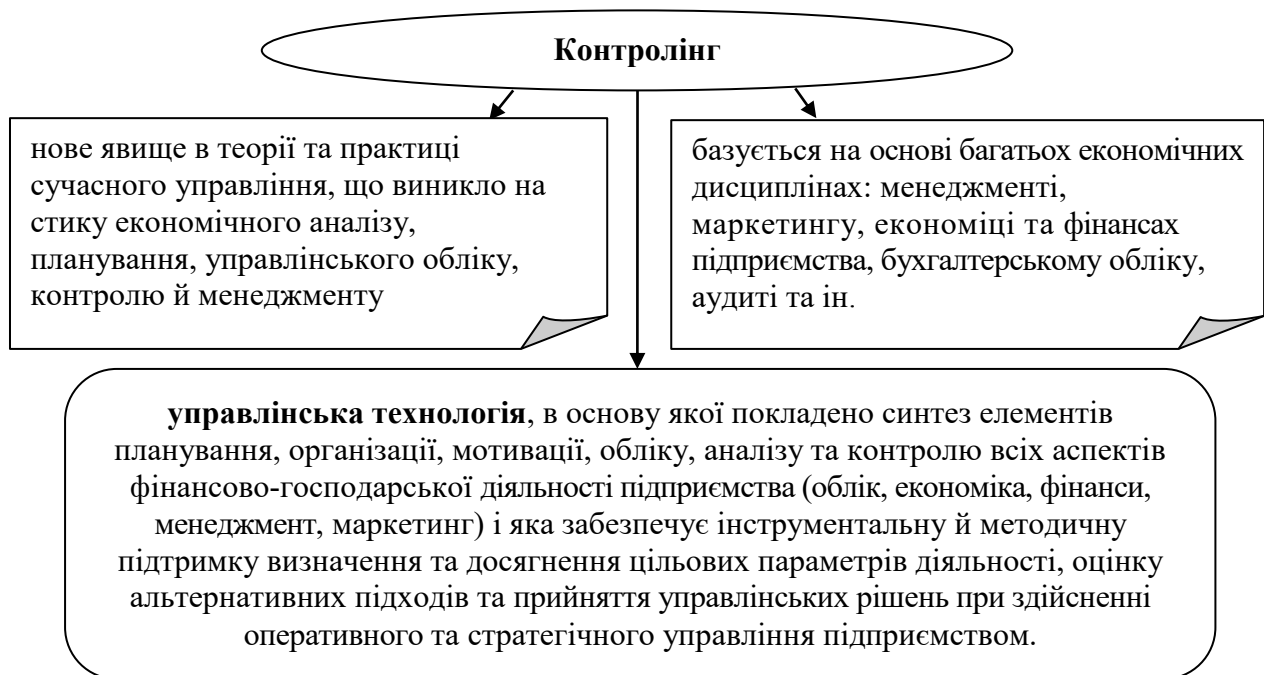 Контролінг
нове явище в теорії та практиці
сучасного управління, що виникло на
стику економічного аналізу,
планування, управлінського обліку,
контролю й менеджменту
базується на основі багатьох економічних
дисциплінах: менеджменті,
маркетингу, економіці та фінансах
підприємства, бухгалтерському обліку,
аудиті та ін.
управлінська технологія, в основу якої покладено синтез елементів
планування, організації, мотивації, обліку, аналізу та контролю всіх аспектів
фінансово-господарської діяльності підприємства (облік, економіка, фінанси,
менеджмент, маркетинг) і яка забезпечує інструментальну й методичну
підтримку визначення та досягнення цільових параметрів діяльності, оцінку
альтернативних підходів та прийняття управлінських рішень при здійсненні
оперативного та стратегічного управління підприємством.